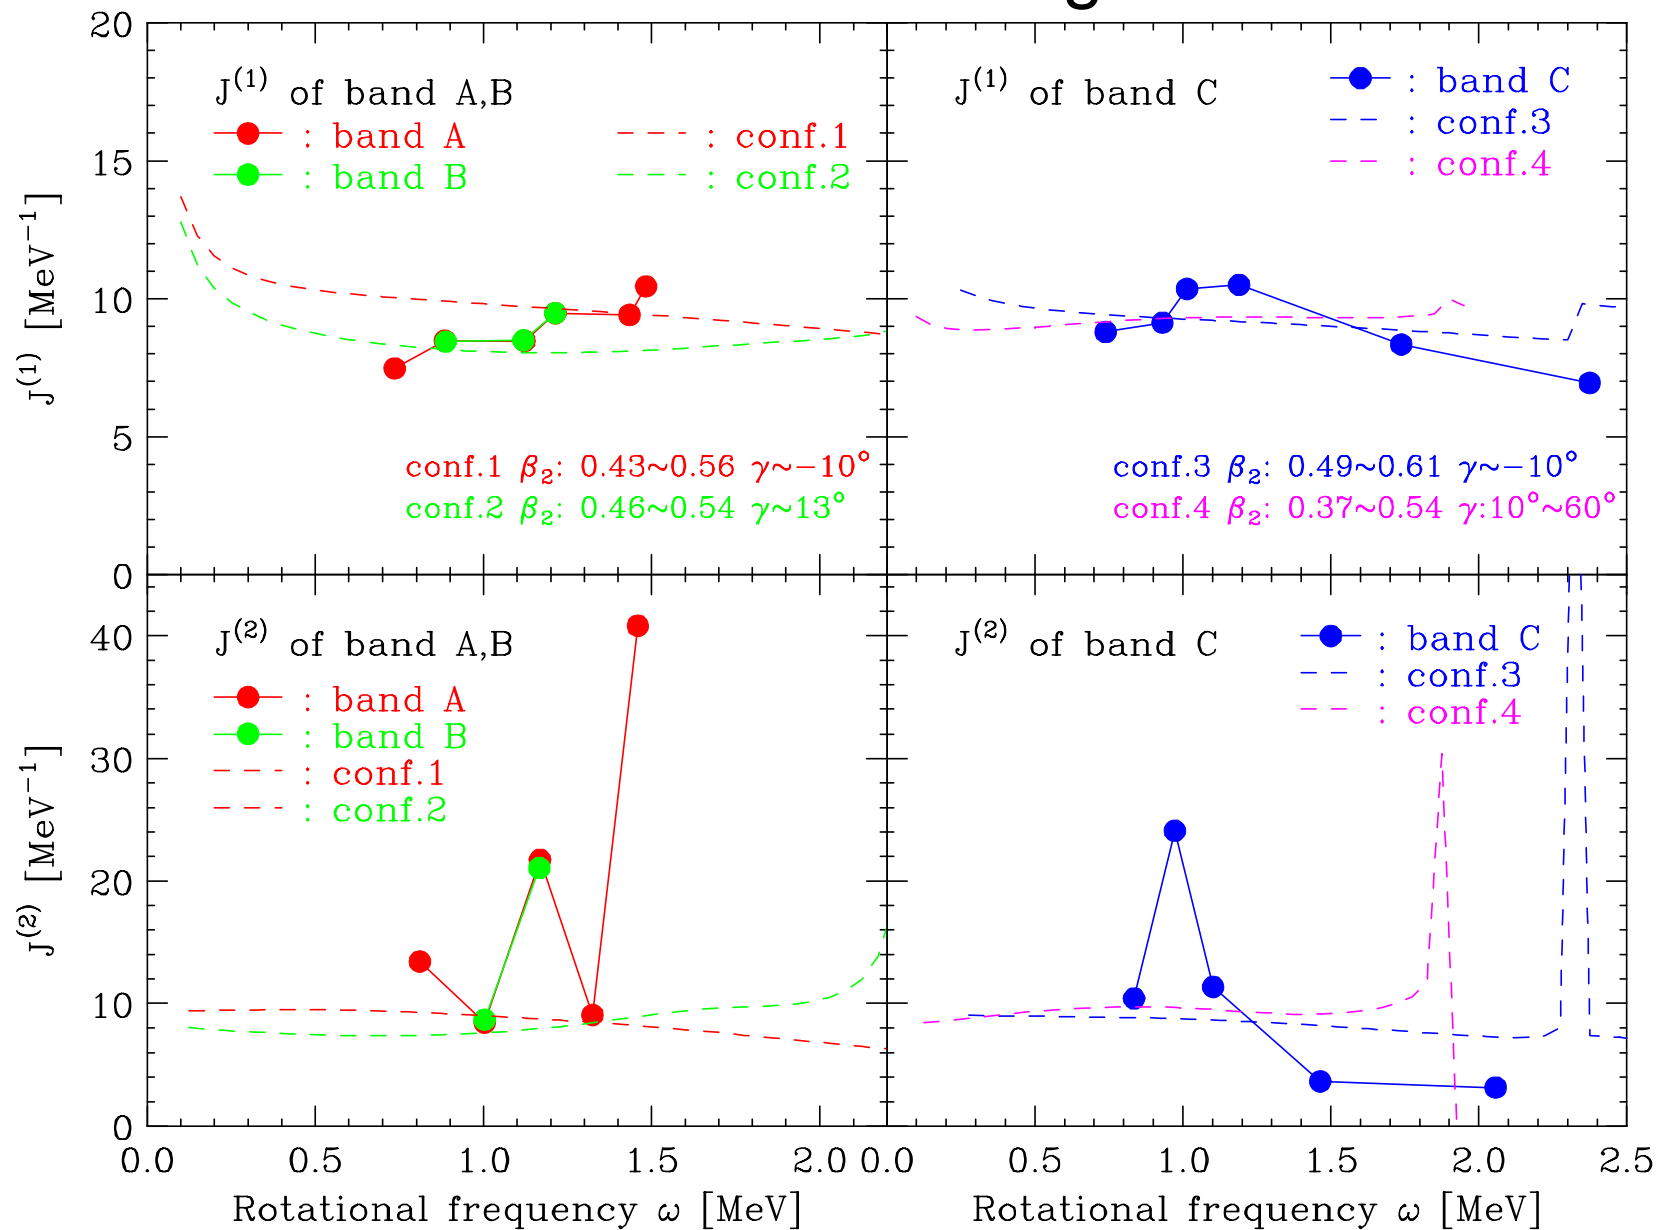 g
20
15
10
5
0
J(1) [MeV−1]
J(1) of band A,B
: band A
: band B
: conf.1
: conf.2
conf.1 β2: 0.43~0.56 γ~−10°
conf.2 β2: 0.46~0.54 γ~13°
J(1) of band C
: band C
: conf.3
: conf.4
conf.3 β2: 0.49~0.61 γ~−10°
conf.4 β2: 0.37~0.54 γ:10°~60°
40
30
20
10
0
J(2) [MeV−1]
J(2) of band A,B
: band A
: band B
: conf.1
: conf.2
J(2) of band C
: band C
: conf.3
: conf.4
0.0 0.5 1.0 1.5 2.0 0.0 0.5 1.0 1.5 2.0 2.5
Rotational frequency ω [MeV]
Rotational frequency ω [MeV]